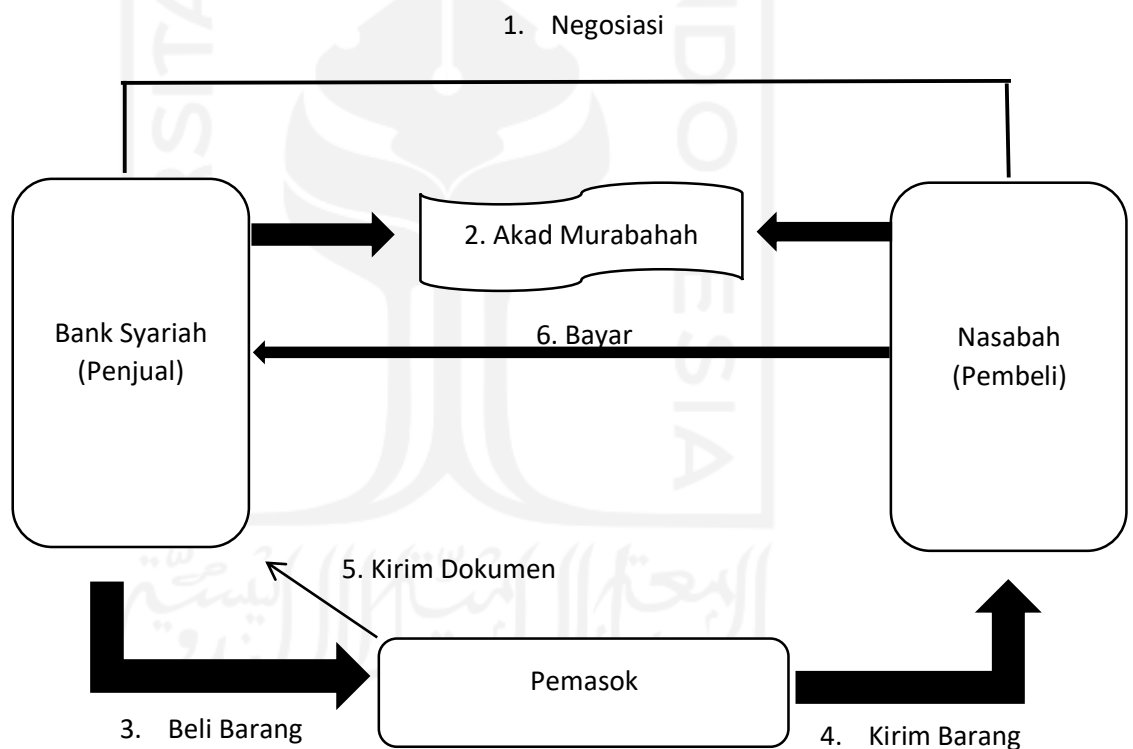 1. Negosiasi
2. Akad Murabahah
Bank Syariah
(Penjual)
6. Bayar
Nasabah
(Pembeli)
5. Kirim Dokumen
Pemasok
3. Beli Barang
4. Kirim Barang